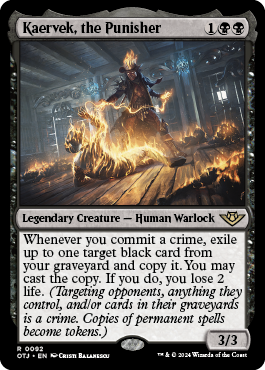 Kaervek, the Punisher 1
Legendary Creature — Human Warlock
Whenever you commit a crime, exile
up to one target black card from
your graveyard and copy it. You may
cast the copy. If you do, you lose 2
life. (Targeting opponents, anything they
control, and/or cards in their graveyards
is a crime. Copies of permanent spells
become tokens.)
3/3
R 0092
OTJ • EN Cristi Balanescu ™ & © 2024 Wizards of the Coast